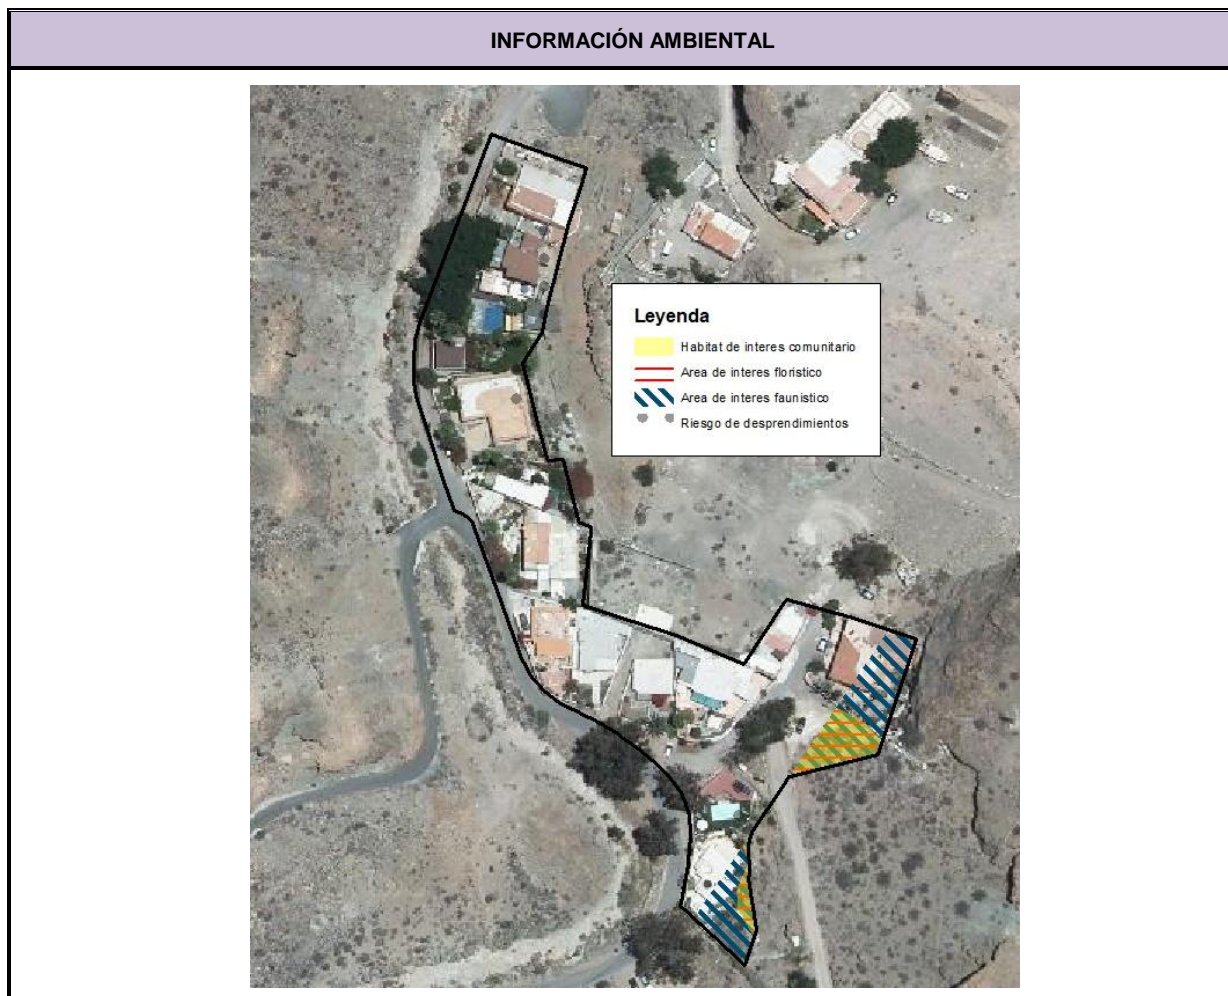 INFORMACIÓN AMBIENTAL
Leyenda
Habitat de interes comunitario
Area de interes floristico
Area de interes faunistico
Riesgo de desprendimientos